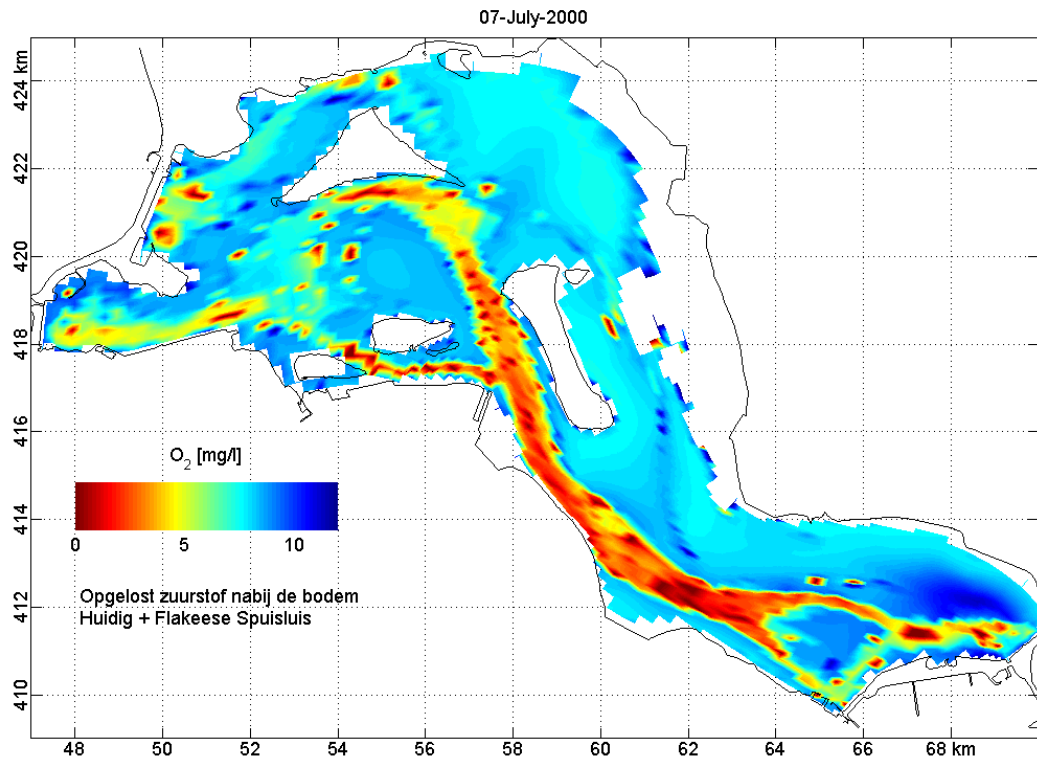 07-July-2000
424 km
422
420
418
416
414
412
410
O2 [mg/l]
0 5 10
Opgelost zuurstof nabij de bodem
Huidig + Flakeese Spuisluis
48 50 52 54 56 58 60 62 64 66 68 km